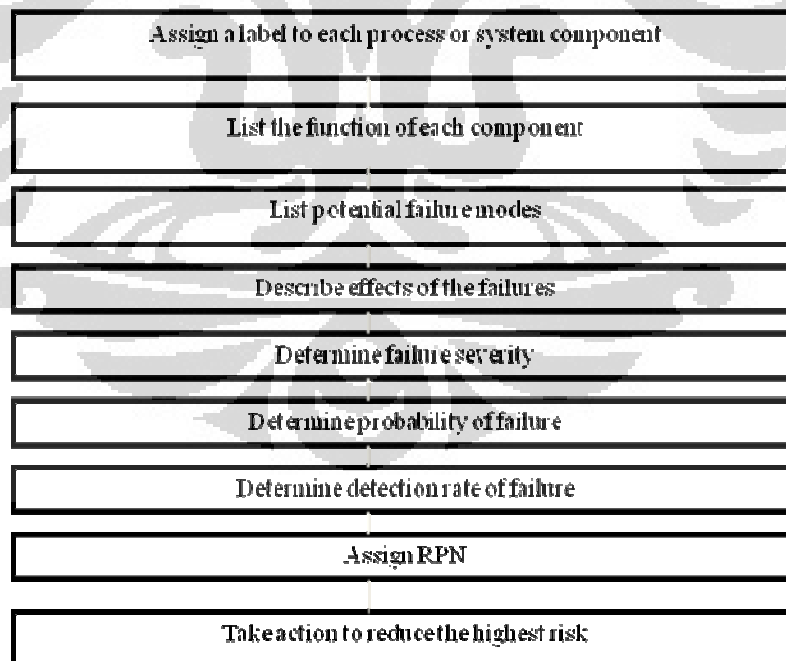 Assign a label to each process or system component
List the function of each component
List potential failure modes
Describe effects of the failures
Determine failure severity
Determine probability of failure
Determine detection rate of failure
Assign RPN
Take action to reduce the highest risk